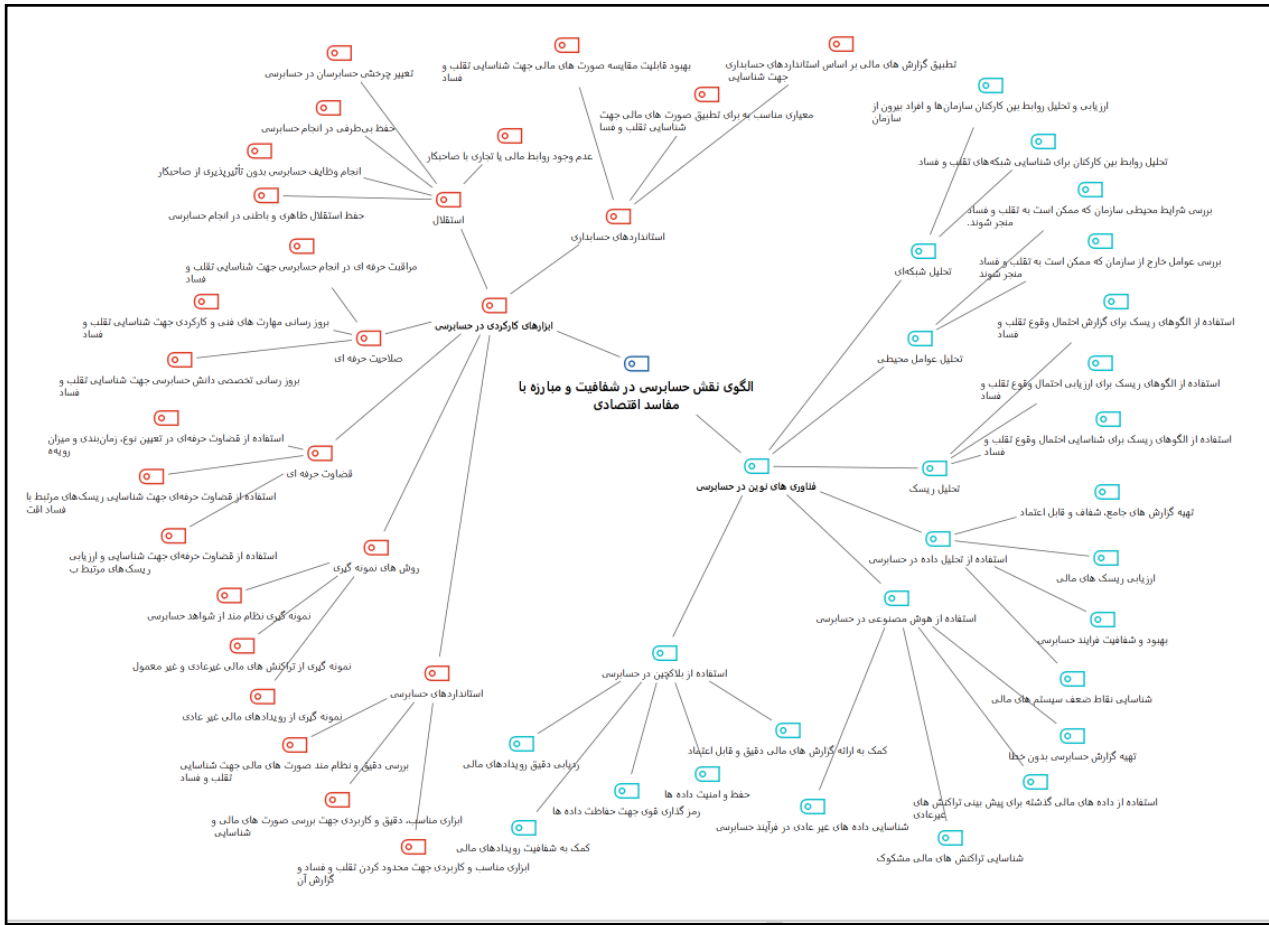 تغییر چرخشی حسابرسان در حسابرسی
حفظ بی‌طرفی در انجام حسابرسی
انجام وظایف حسابرسی بدون تأثیرپذیری از صاحبکار
حفظ استقلال ظاهری و باطنی در انجام حسابرسی
عدم وجود روابط مالی یا تجاری با صاحبکار
استقلال
بهبود قابلیت مقایسه صورت های مالی جهت شناسایی تقلب و
فساد
معیاری مناسب به برای تطبیق صورت های مالی جهت
شناسایی تقلب و فسا
تطبیق گزارش های مالی بر اساس استانداردهای حسابداری
جهت شناسایی
استانداردهای حسابداری
ابزارهای کارکردی در حسابرسی
مراقبت حرفه ای در انجام حسابرسی جهت شناسایی تقلب و
فساد
بروز رسانی مهارت های فنی و کارکردی جهت شناسایی تقلب و
فساد
بروز رسانی تخصصی دانش حسابرسی جهت شناسایی تقلب و
فساد
صلاحیت حرفه ای
استفاده از قضاوت حرفه‌ای در تعیین نوع، زمان‌بندی و میزان
رویه‌ه
استفاده از قضاوت حرفه‌ای جهت شناسایی ریسک‌های مرتبط با
فساد اقت
استفاده از قضاوت حرفه‌ای جهت شناسایی و ارزیابی
ریسک‌های مرتبط ب
قضاوت حرفه ای
روش های نمونه گیری
نمونه گیری نظام مند از شواهد حسابرسی
نمونه گیری از تراکنش های مالی غیرعادی و غیر معمول
نمونه گیری از رویدادهای مالی غیر عادی
استانداردهای حسابرسی
بررسی دقیق و نظام مند صورت های مالی جهت شناسایی
تقلب و فساد
ابزاری مناسب، دقیق و کاربردی جهت بررسی صورت های مالی و
شناسایی
ابزاری مناسب و کاربردی جهت محدود کردن تقلب و فساد و
گزارش آن
الگوی نقش حسابرسی در شفافیت و مبارزه با
مفاسد اقتصادی
فناوری های نوین در حسابرسی
ارزیابی و تحلیل روابط بین کارکنان سازمان‌ها و افراد بیرون از
سازمان
تحلیل روابط بین کارکنان برای شناسایی شبکه‌های تقلب و فساد
تحلیل شبکه‌ای
بررسی شرایط محیطی سازمان که ممکن است به تقلب و فساد
منجر شوند.
بررسی عوامل خارج از سازمان که ممکن است به تقلب و فساد
منجر شوند
تحلیل عوامل محیطی
استفاده از الگوهای ریسک برای گزارش احتمال وقوع تقلب و
فساد
استفاده از الگوهای ریسک برای ارزیابی احتمال وقوع تقلب و
فساد
استفاده از الگوهای ریسک برای شناسایی احتمال وقوع تقلب و
فساد
تحلیل ریسک
تهیه گزارش های جامع، شفاف و قابل اعتماد
ارزیابی ریسک های مالی
بهبود و شفافیت فرایند حسابرسی
شناسایی نقاط ضعف سیستم های مالی
استفاده از تحلیل داده در حسابرسی
استفاده از هوش مصنوعی در حسابرسی
تهیه گزارش حسابرسی بدون خطا
استفاده از داده های مالی گذشته برای پیش بینی تراکنش های
غیرعادی
شناسایی تراکنش های مالی مشکوک
شناسایی داده های غیر عادی در فرآیند حسابرسی
استفاده از بلاکچین در حسابرسی
کمک به ارائه گزارش های مالی دقیق و قابل اعتماد
حفظ و امنیت داده ها
رمز گذاری قوی جهت حفاظت داده ها
ردیابی دقیق رویدادهای مالی
کمک به شفافیت رویدادهای مالی